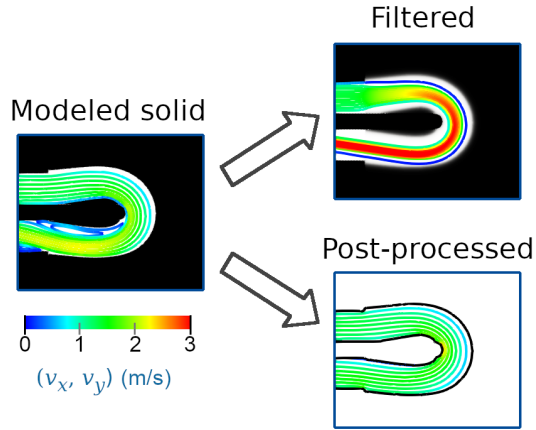 Filtered
Modeled solid
Post-processed
0 1 2 3
(vx, vy) (m/s)